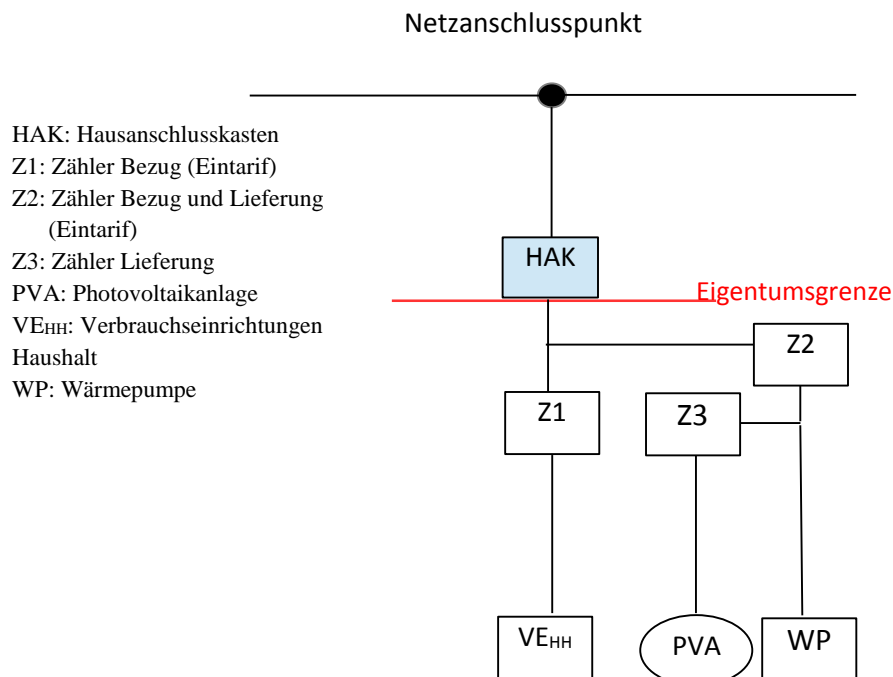 Netzanschlusspunkt
HAK: Hausanschlusskasten
Z1: Zähler Bezug (Eintarif)
Z2: Zähler Bezug und Lieferung
(Eintarif)
Z3: Zähler Lieferung
PVA: Photovoltaikanlage
VEHH: Verbrauchseinrichtungen
Haushalt
WP: Wärmepumpe
HAK
Eigentumsgrenze
Z2
Z1
Z3
VEHH
PVA
WP